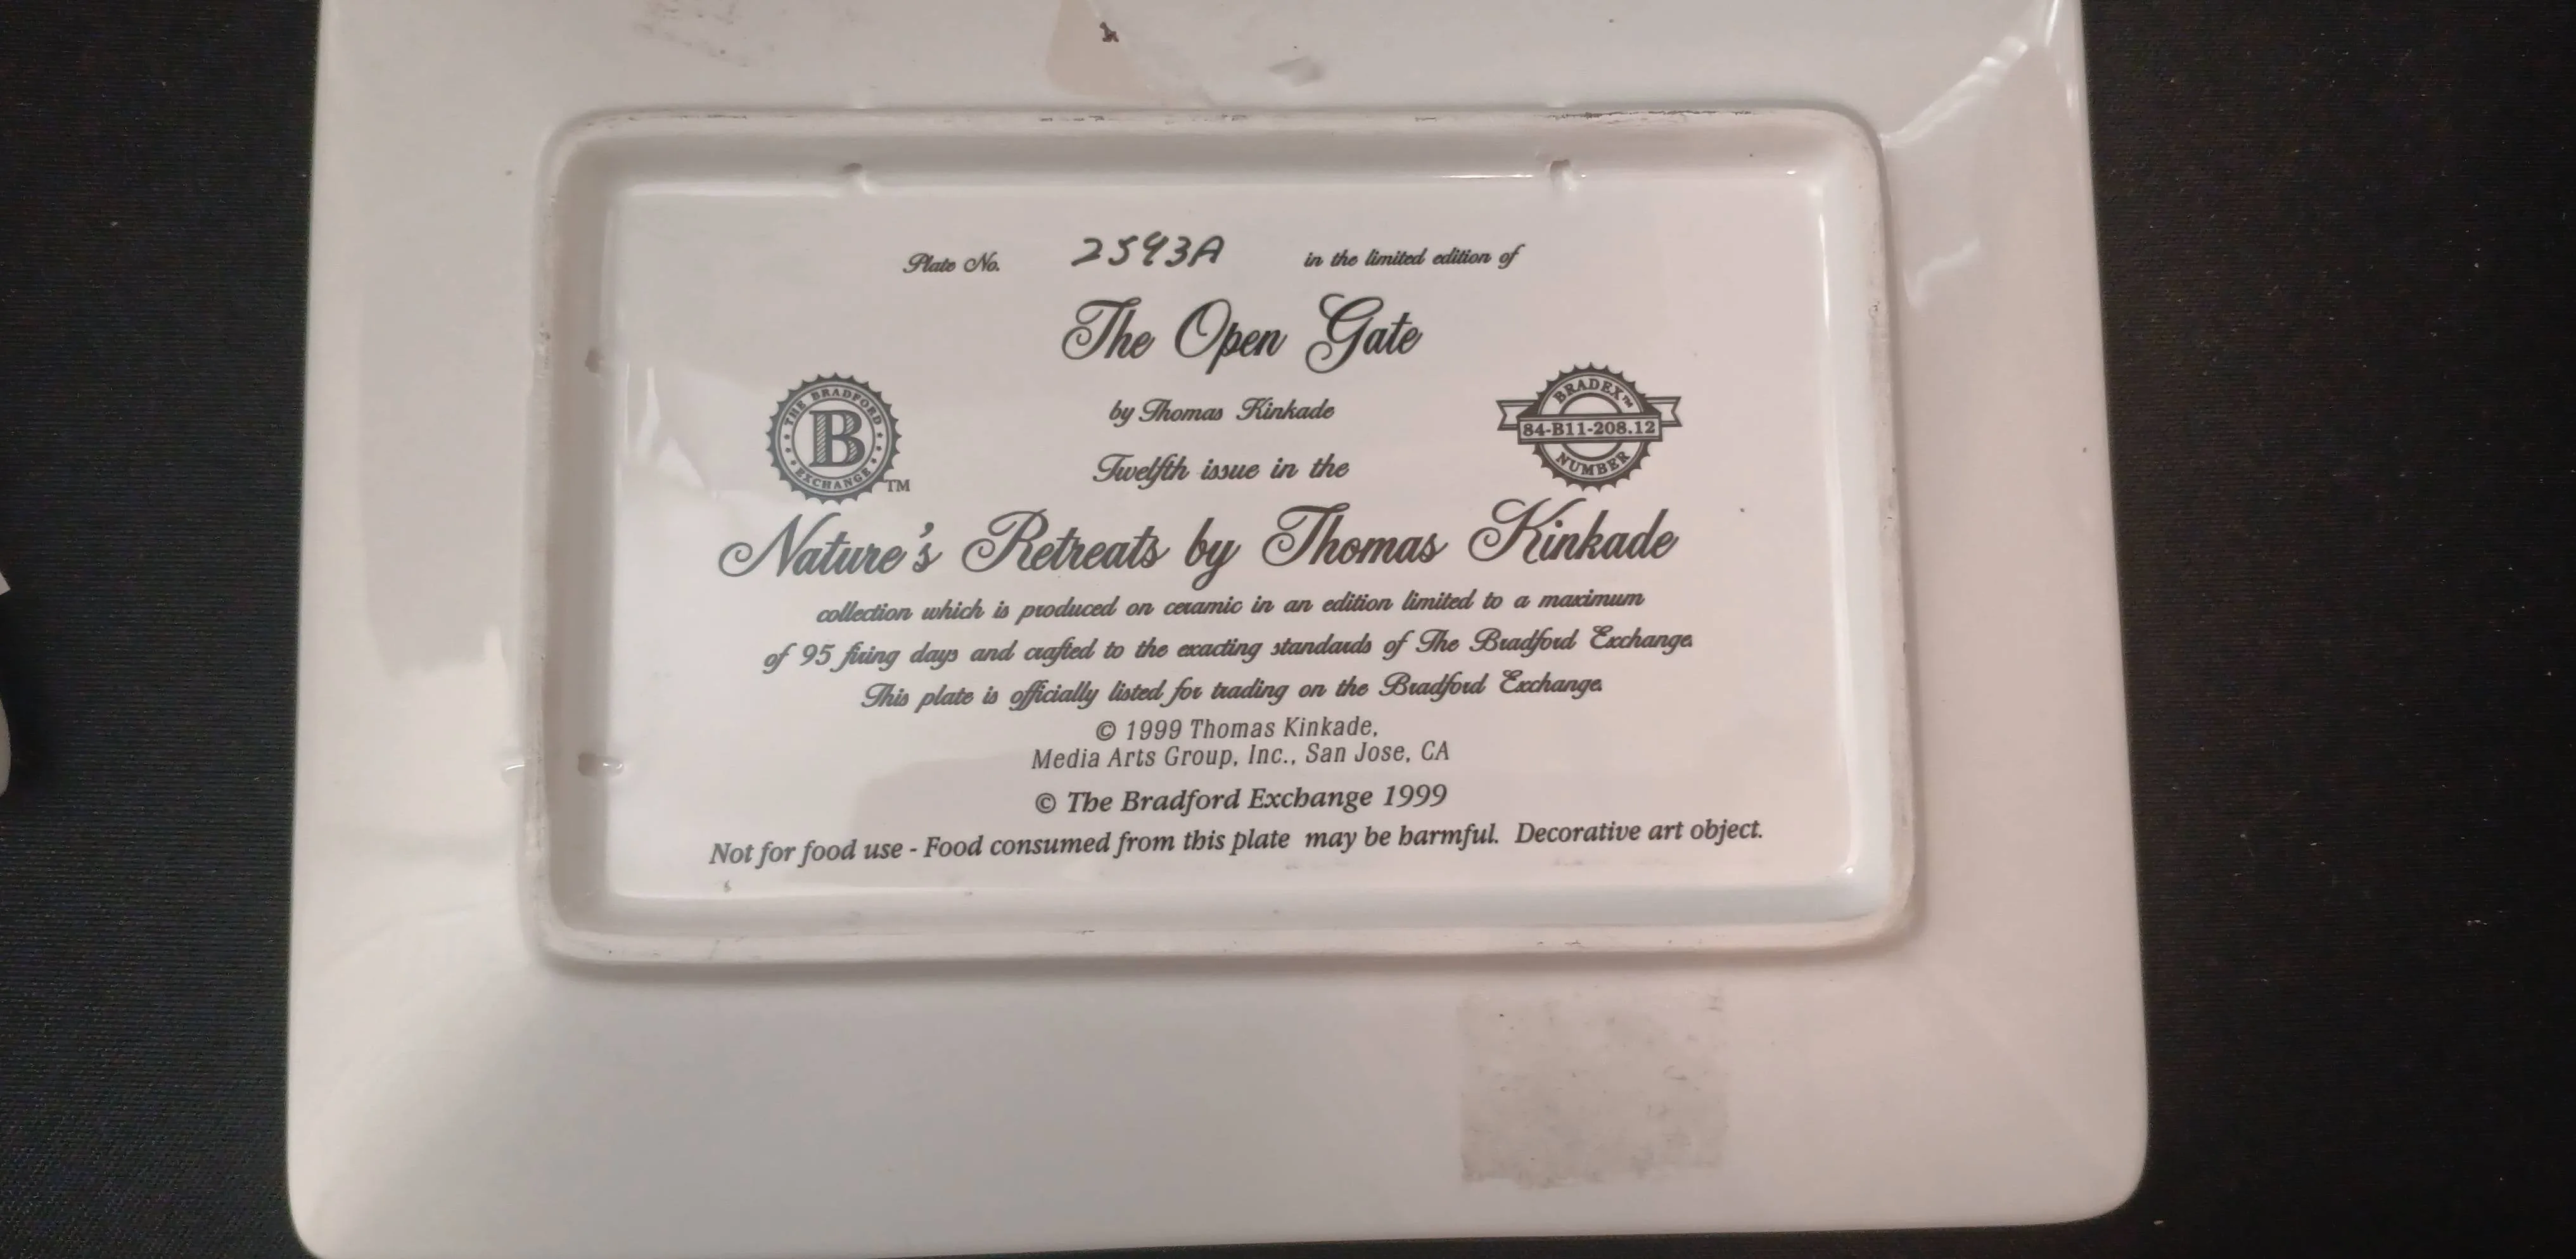 Plate No. 2593A in the limited edition of
The Open Gate
by Thomas Kinkade
Twelfth issue in the
THE BRADFORD EXCHANGE
B
TM
BRADEX™
84-B11-208.12
NUMBER
Nature's Retreats by Thomas Kinkade
collection which is produced on ceramic in an edition limited to a maximum
of 95 firing days and crafted to the exacting standards of The Bradford Exchange.
This plate is officially listed for trading on the Bradford Exchange.
© 1999 Thomas Kinkade,
Media Arts Group, Inc., San Jose, CA
© The Bradford Exchange 1999
Not for food use - Food consumed from this plate may be harmful. Decorative art object.